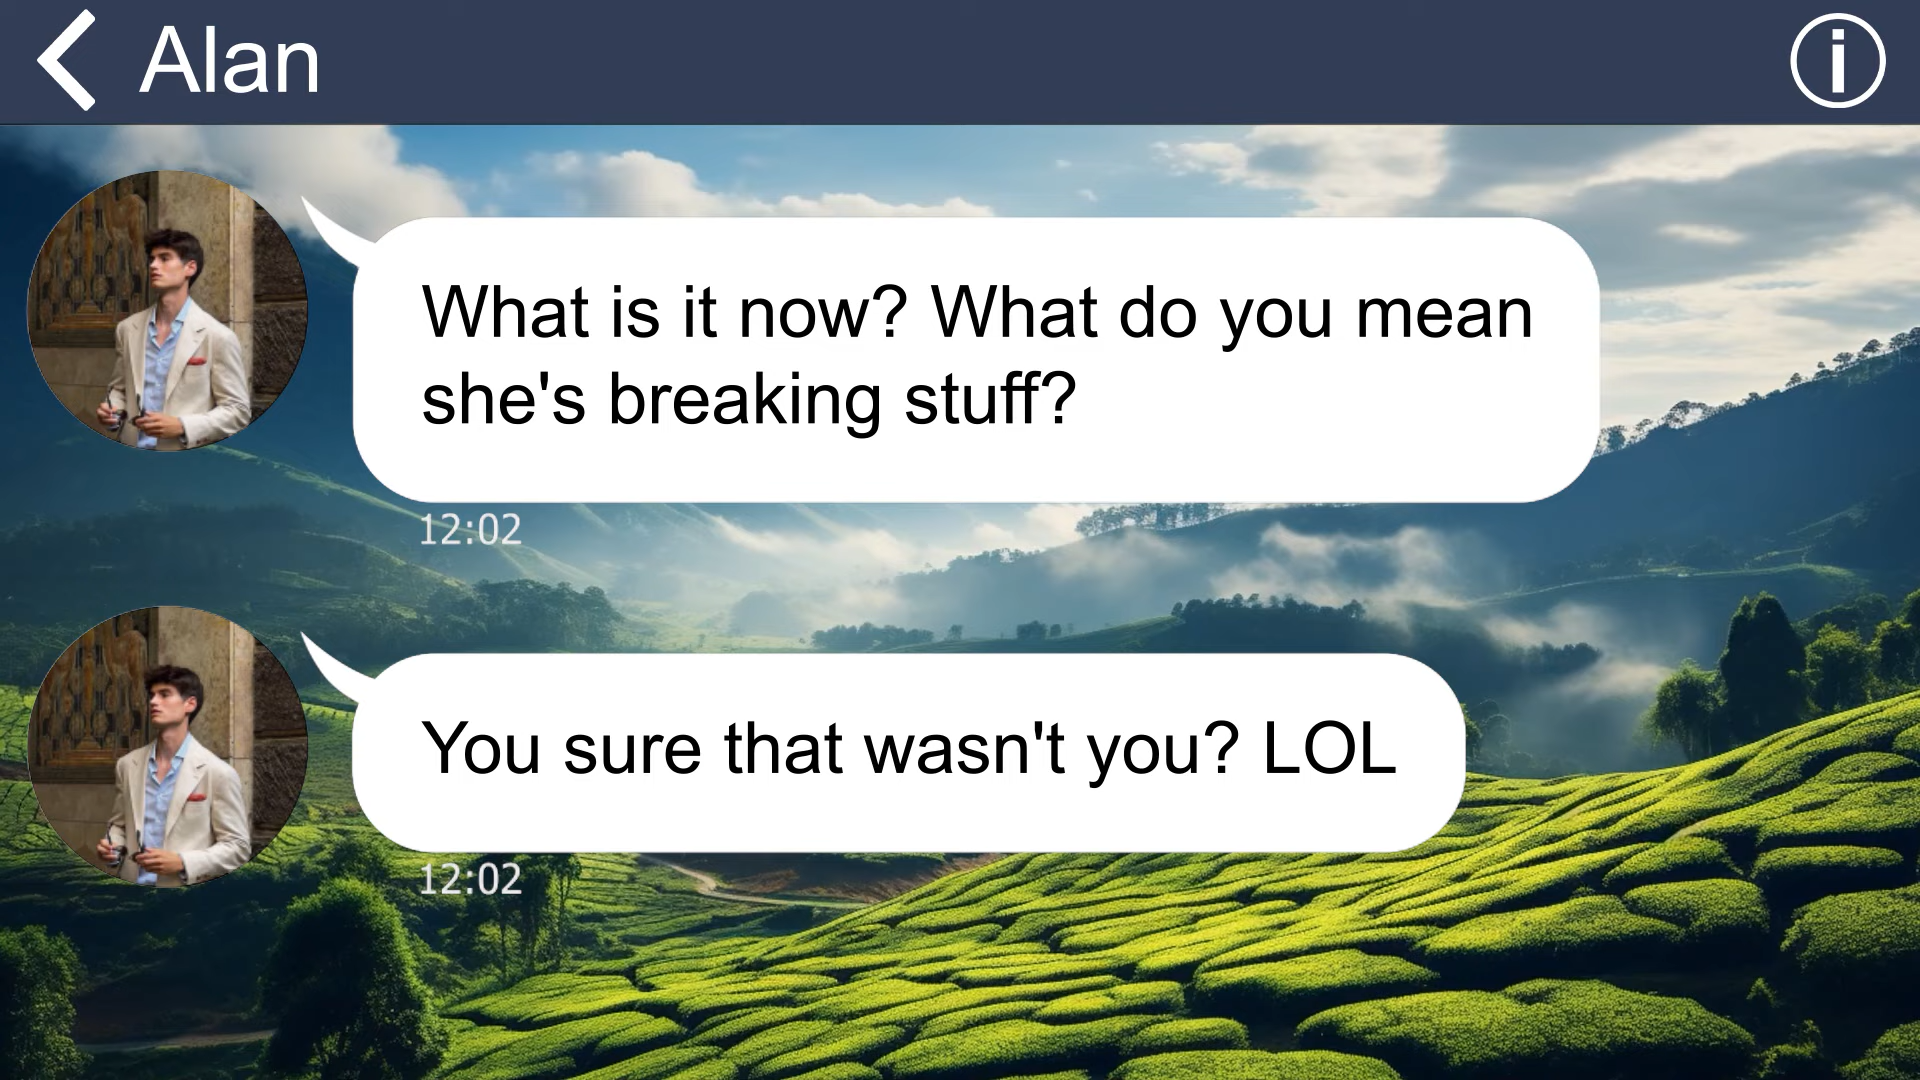 Alan
What is it now? What do you mean
she's breaking stuff?
12:02
You sure that wasn't you? LOL
12:02